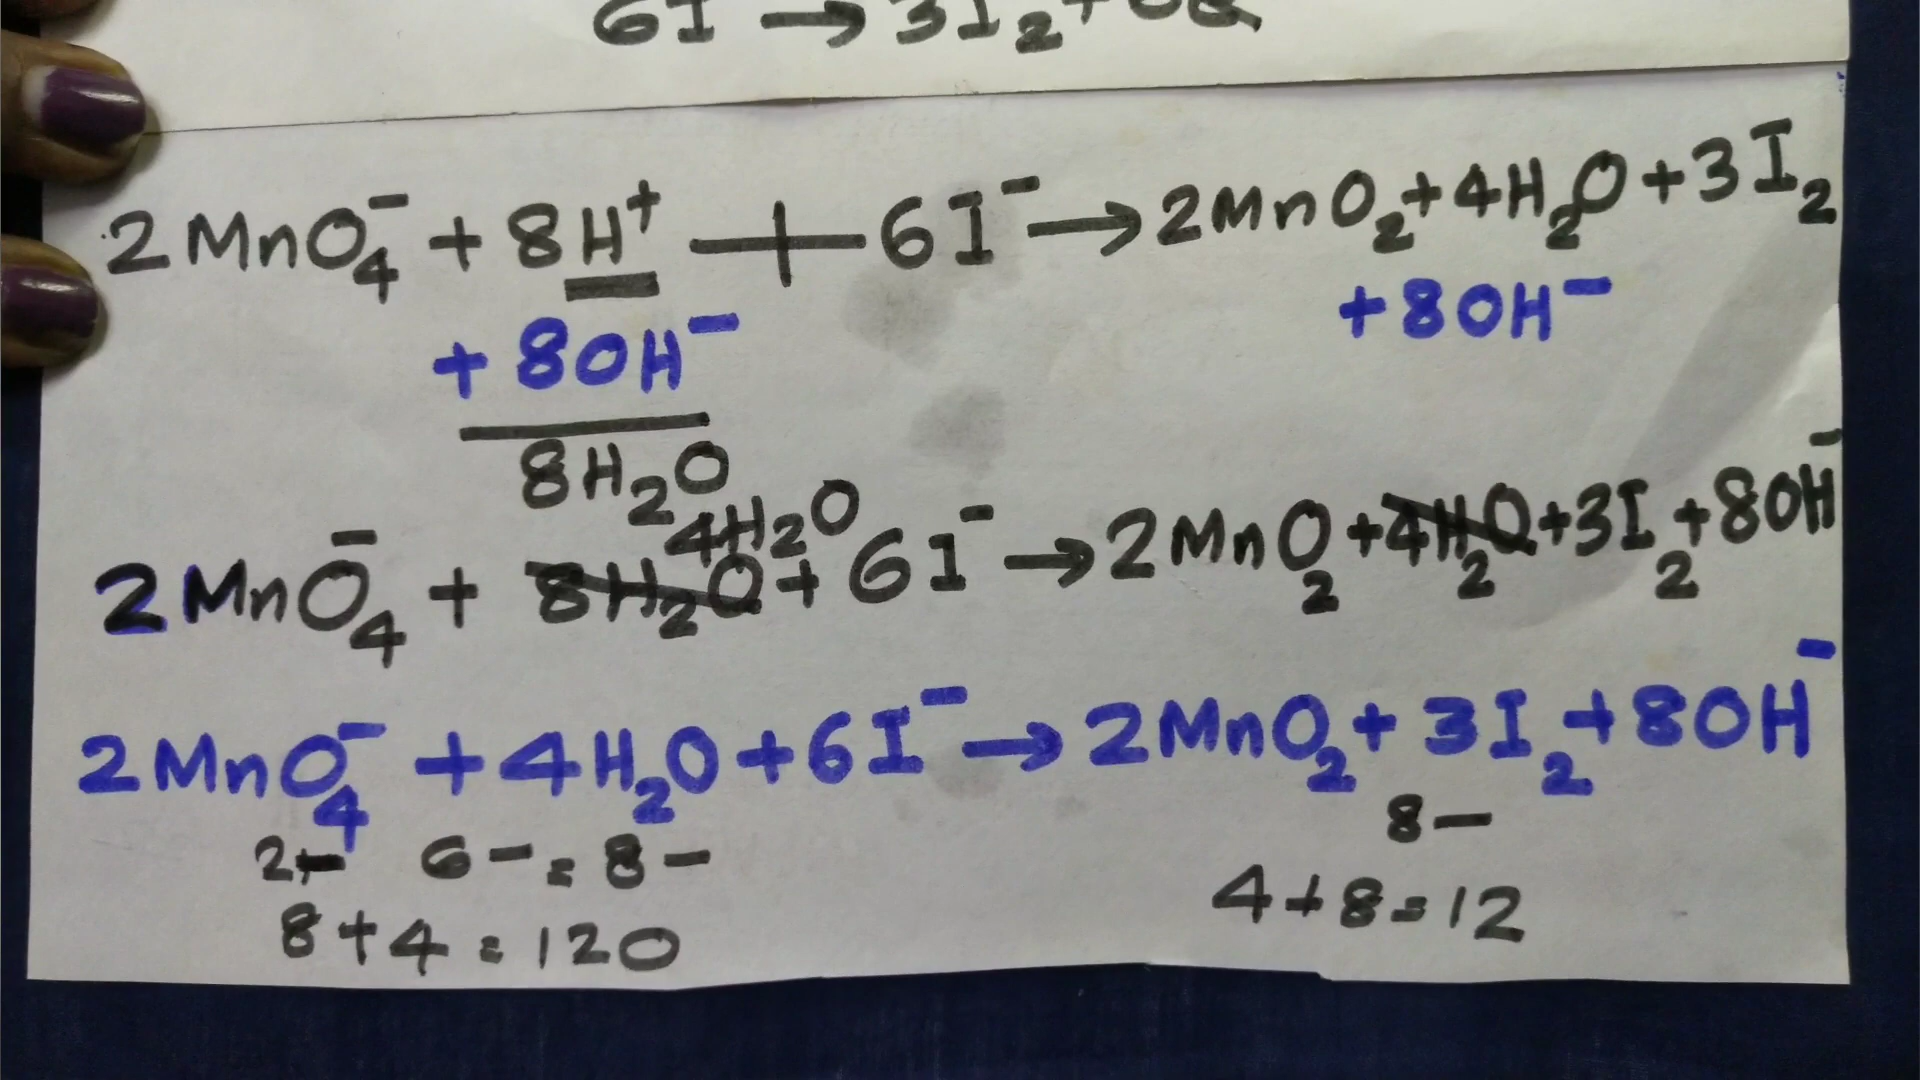 6I → 3I₂ +
2MnO₄⁻ + 8H⁺ + 6I⁻ → 2MnO₂ + 4H₂O + 3I₂
+ 8OH⁻ +8OH⁻
8H₂O
4H₂O
2MnO₄⁻ + 8H₂O + 6I⁻ → 2MnO₂ + 4H₂O + 3I₂ + 8OH⁻
2MnO₄⁻ + 4H₂O + 6I⁻ → 2MnO₂ + 3I₂ + 8OH⁻
2- 6- = 8- 8-
8+4=12O 4+8=12